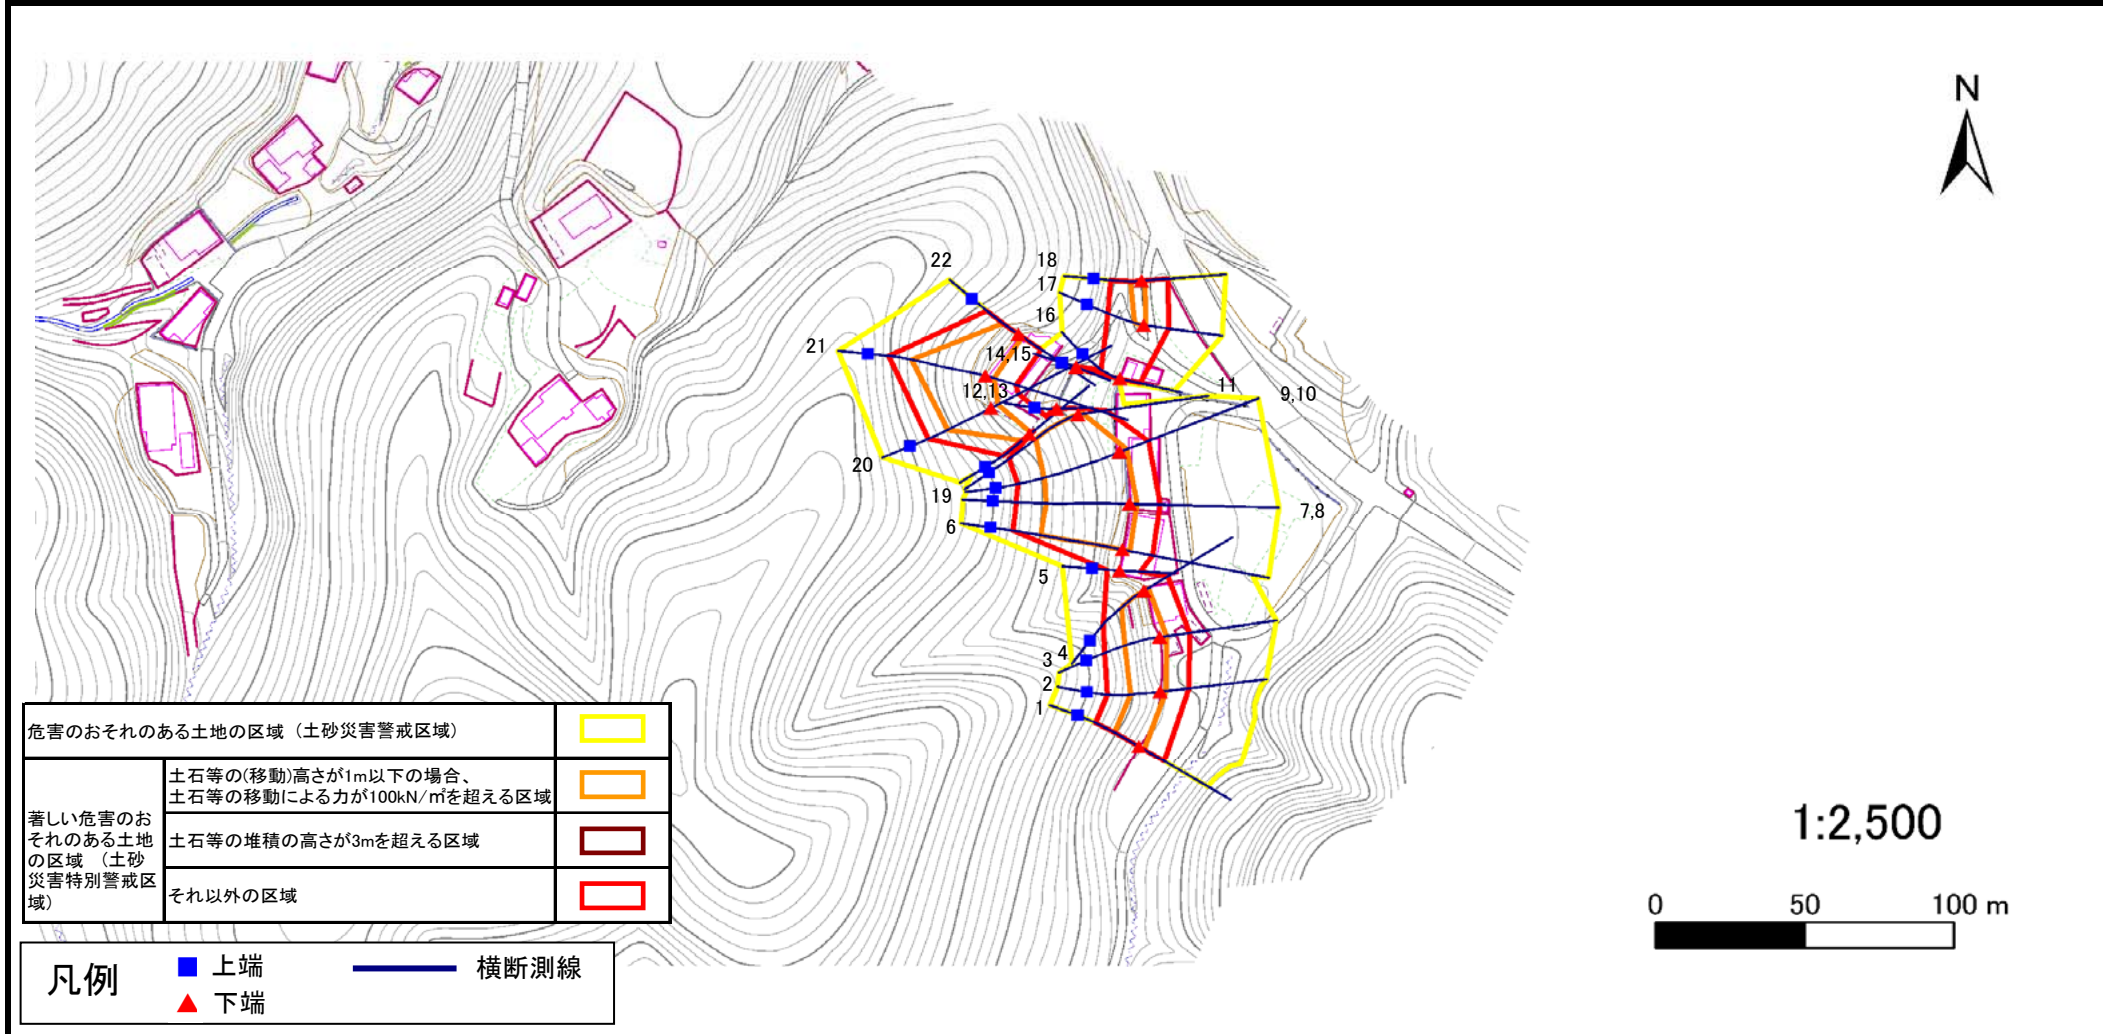 N
22
18
17
16
21
14,15
12,13
11
9,10
20
19
7,8
6
5
4
3
2
1
危害のおそれのある土地の区域（土砂災害警戒区域）
著しい危害のお
それのある土地
の区域　（土砂
災害特別警戒区
域）
土石等の(移動)高さが1m以下の場合、
土石等の移動による力が100kN/㎡を超える区域
土石等の堆積の高さが3mを超える区域
それ以外の区域
凡例
上端
横断測線
下端
1:2,500
0 50 100 m